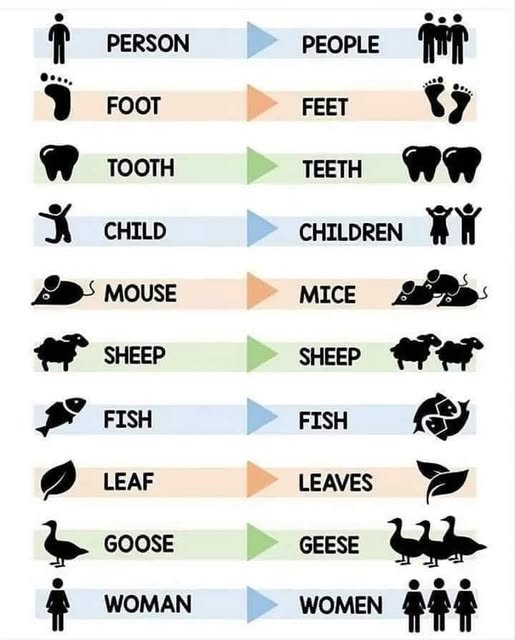 PERSON PEOPLE
FOOT FEET
TOOTH TEETH
CHILD CHILDREN
MOUSE MICE
SHEEP SHEEP
FISH FISH
LEAF LEAVES
GOOSE GEESE
WOMAN WOMEN